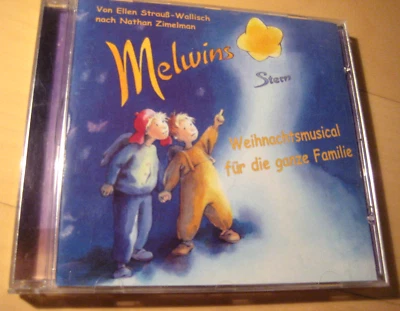 Von Ellen Strauß-Wallisch
nach Nathan Zimelman
Melwins
Stern
Weihnachtsmusical
für die ganze Familie